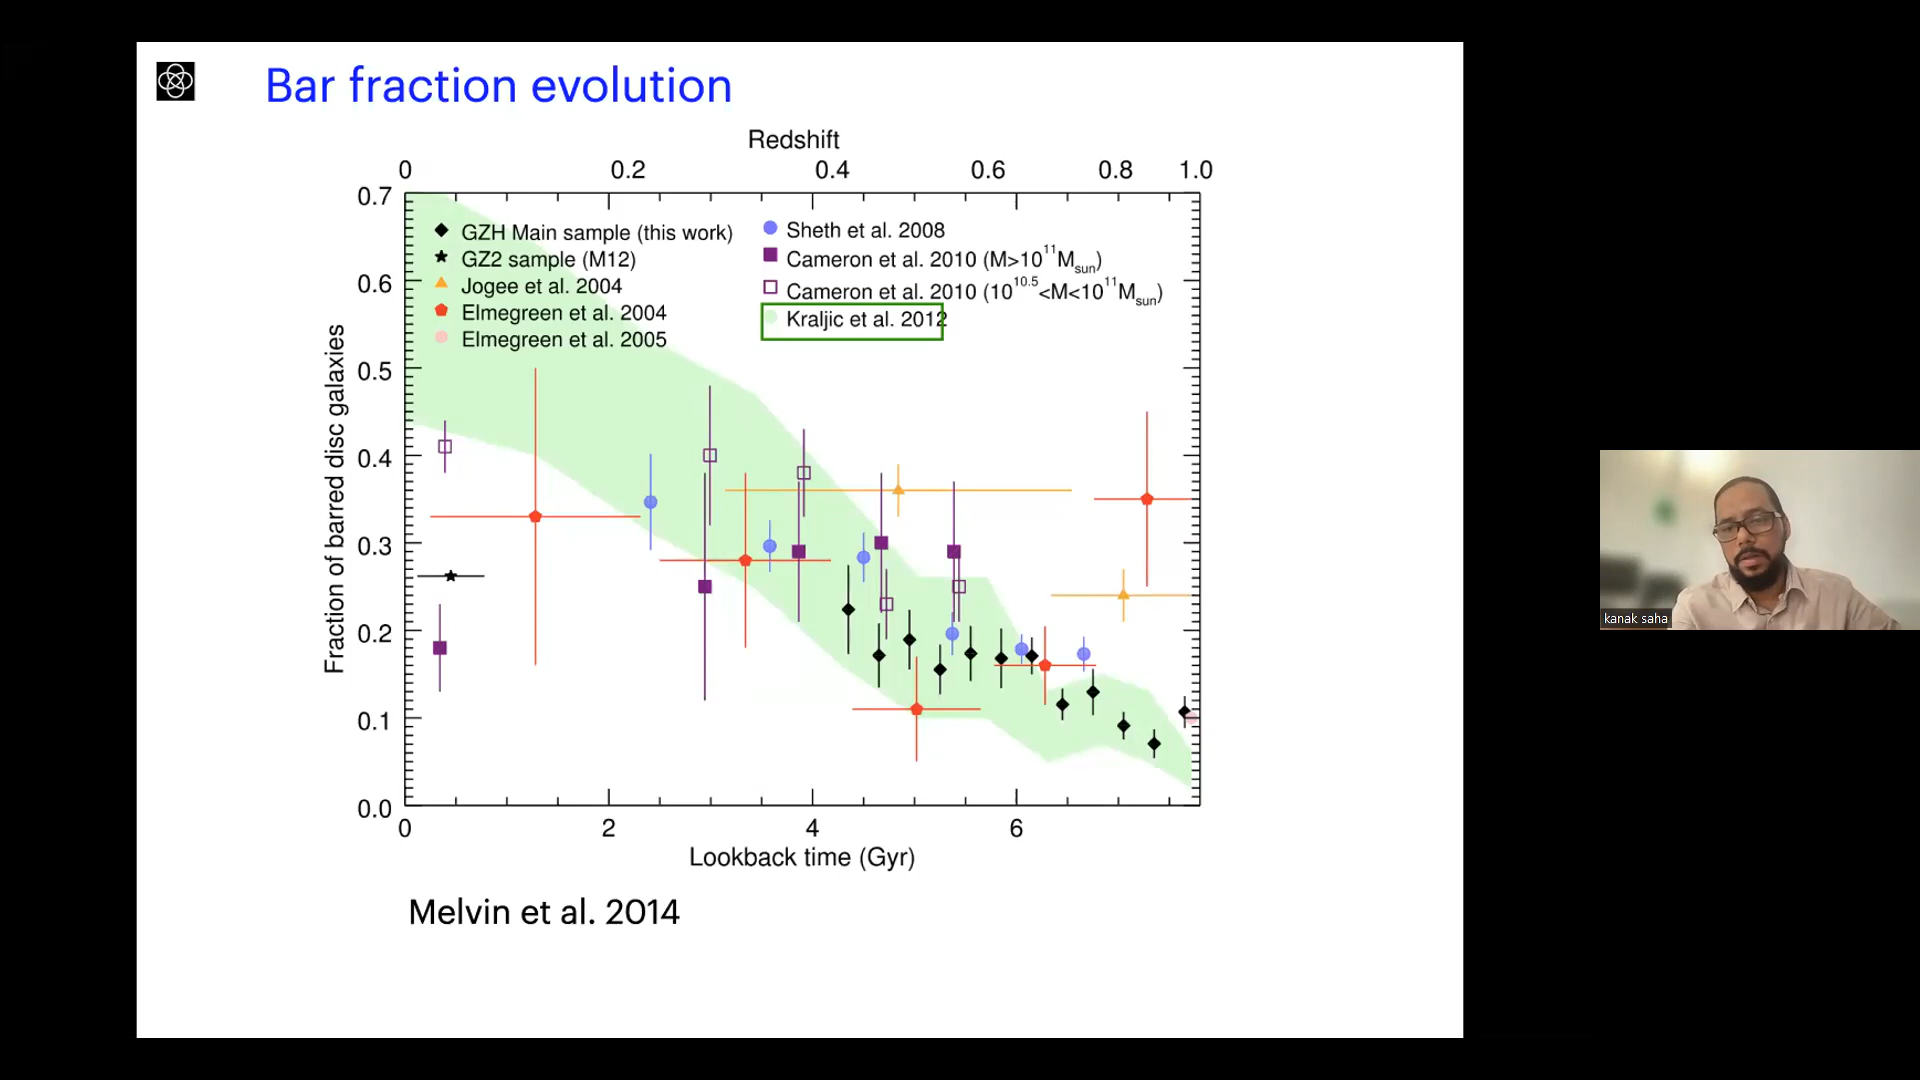 Bar fraction evolution
Redshift
0 0.2 0.4 0.6 0.8 1.0
0.7
0.6
0.5
0.4
0.3
0.2
0.1
0.0
Fraction of barred disc galaxies
GZH Main sample (this work)
GZ2 sample (M12)
Jogee et al. 2004
Elmegreen et al. 2004
Elmegreen et al. 2005
Sheth et al. 2008
Cameron et al. 2010 (M>10^11M_sun)
Cameron et al. 2010 (10^10.5<M<10^11M_sun)
Kraljic et al. 2012
0 2 4 6
Lookback time (Gyr)
Melvin et al. 2014
kanak saha